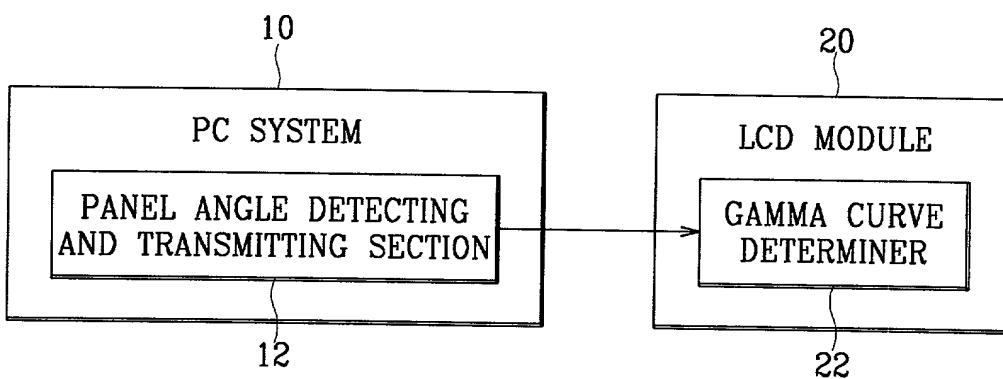 10
20
PC SYSTEM
LCD MODULE
PANEL ANGLE DETECTING
AND TRANSMITTING SECTION
GAMMA CURVE
DETERMINER
12
22